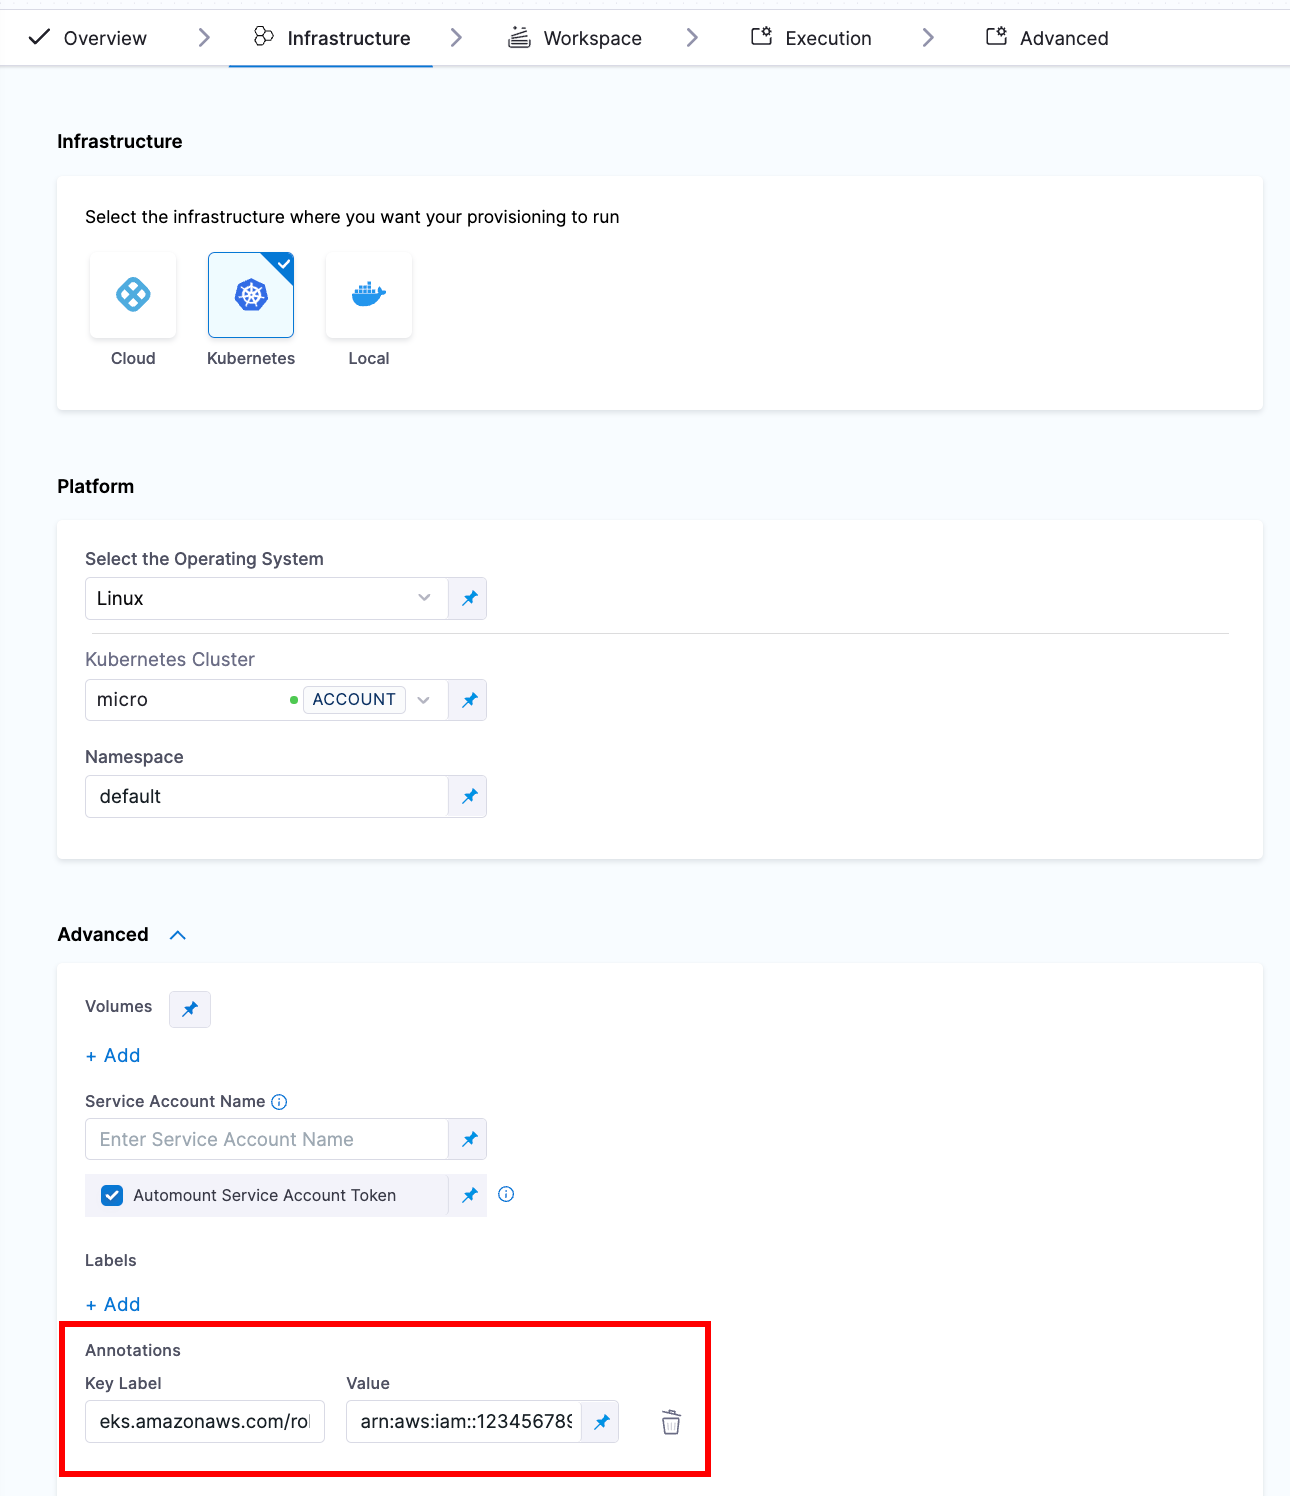 Overview Infrastructure Workspace Execution Advanced
Infrastructure
Select the infrastructure where you want your provisioning to run
Cloud Kubernetes Local
Platform
Select the Operating System
Linux
Kubernetes Cluster
micro ACCOUNT
Namespace
default
Advanced
Volumes
+ Add
Service Account Name
Enter Service Account Name
Automount Service Account Token
Labels
+ Add
Annotations
Key Label Value
eks.amazonaws.com/rol arn:aws:iam::123456789